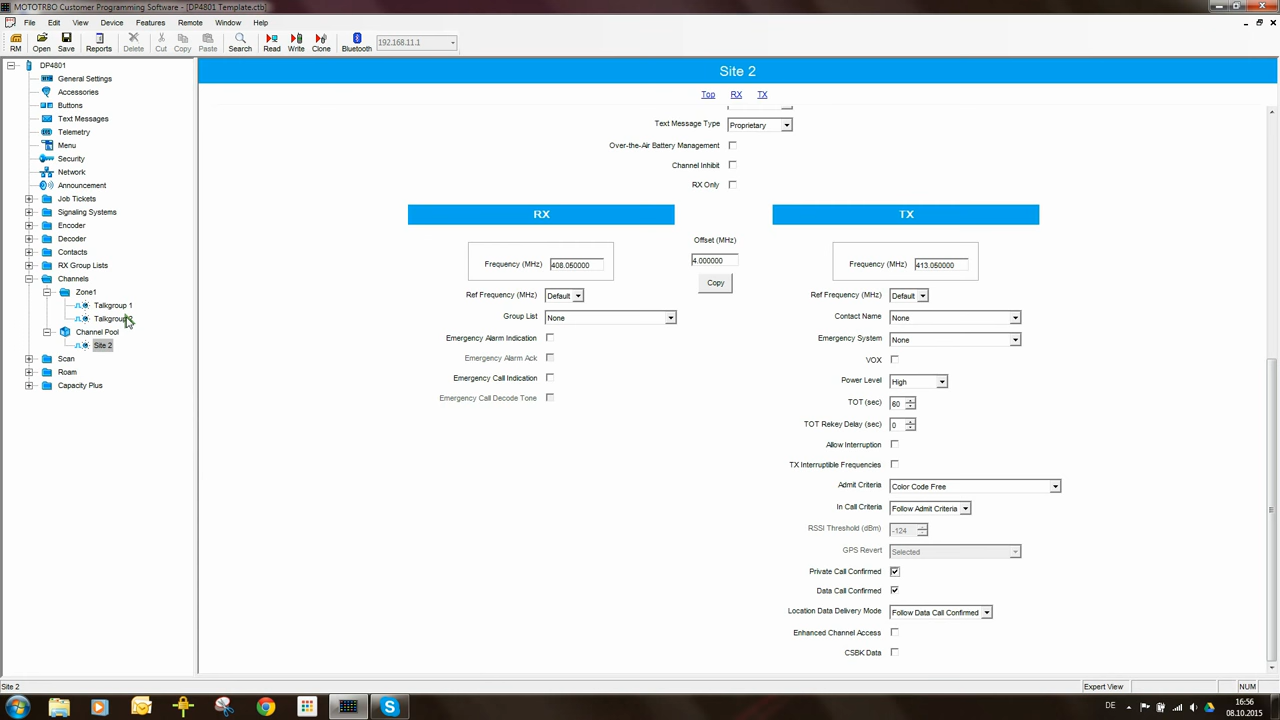 MOTOTRBO Customer Programming Software - [DP4801 Template.ctb]
File Edit View Device Features Remote Window Help
RM Open Save Reports Delete Cut Copy Paste Search Read Write Clone Bluetooth 192.168.11.1
DP4801
General Settings
Accessories
Buttons
Text Messages
Telemetry
Menu
Security
Network
Announcement
Job Tickets
Signaling Systems
Encoder
Decoder
Contacts
RX Group Lists
Channels
Zone1
Talkgroup 1
Talkgroup
Channel Pool
Site 2
Scan
Roam
Capacity Plus
Site 2
Top RX TX
Text Message Type Proprietary
Over-the-Air Battery Management
Channel Inhibit
RX Only
RX
Frequency (MHz) 408.050000
Ref Frequency (MHz) Default
Group List None
Emergency Alarm Indication
Emergency Alarm Ack
Emergency Call Indication
Emergency Call Decode Tone
Offset (MHz)
4.000000
Copy
TX
Frequency (MHz) 413.050000
Ref Frequency (MHz) Default
Contact Name None
Emergency System None
VOX
Power Level High
TOT (sec) 60
TOT Rekey Delay (sec) 0
Allow Interruption
TX Interruptible Frequencies
Admit Criteria Color Code Free
In Call Criteria Follow Admit Criteria
RSSI Threshold (dBm) -124
GPS Revert Selected
Private Call Confirmed
Data Call Confirmed
Location Data Delivery Mode Follow Data Call Confirmed
Enhanced Channel Access
CSBK Data
Site 2 Expert View NUM
DE 16:56
08.10.2015